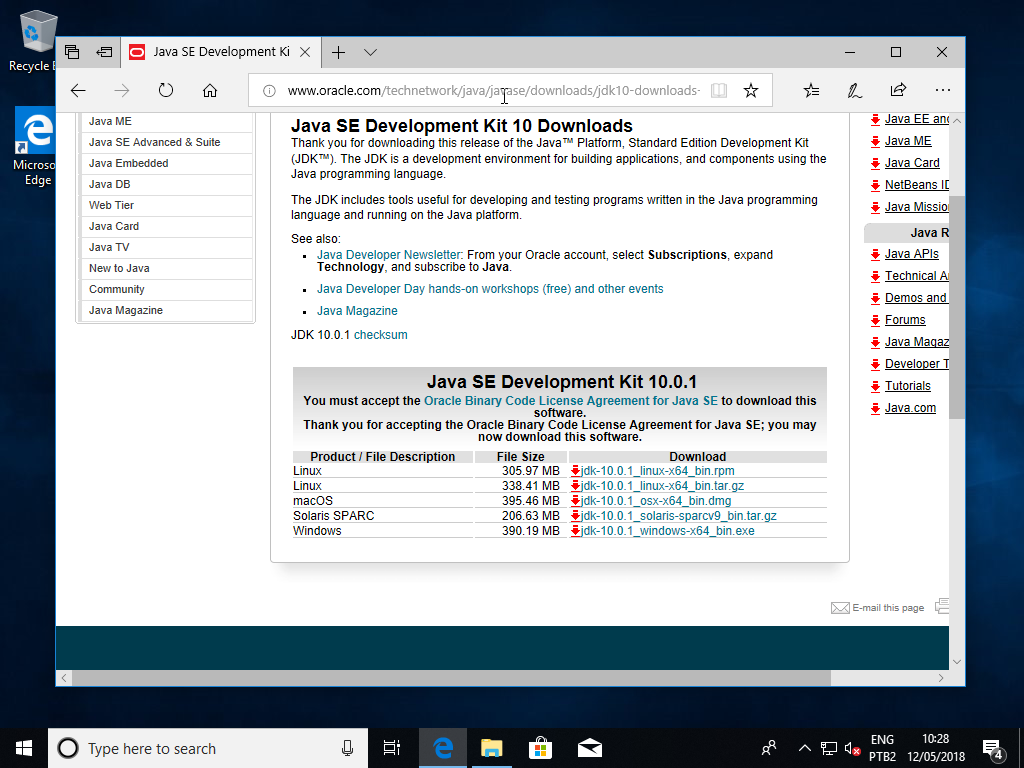 Recycle
Microso
Edge
Java SE Development Ki
www.oracle.com/technetwork/java/javase/downloads/jdk10-downloads-
Java ME
Java SE Advanced & Suite
Java Embedded
Java DB
Web Tier
Java Card
Java TV
New to Java
Community
Java Magazine
Java SE Development Kit 10 Downloads
Thank you for downloading this release of the Java™ Platform, Standard Edition Development Kit
(JDK™). The JDK is a development environment for building applications, and components using the
Java programming language.
The JDK includes tools useful for developing and testing programs written in the Java programming
language and running on the Java platform.
See also:
Java Developer Newsletter: From your Oracle account, select Subscriptions, expand
Technology, and subscribe to Java.
Java Developer Day hands-on workshops (free) and other events
Java Magazine
JDK 10.0.1 checksum
Java SE Development Kit 10.0.1
You must accept the Oracle Binary Code License Agreement for Java SE to download this
software.
Thank you for accepting the Oracle Binary Code License Agreement for Java SE; you may
now download this software.
Product / File Description File Size Download
Linux 305.97 MB jdk-10.0.1_linux-x64_bin.rpm
Linux 338.41 MB jdk-10.0.1_linux-x64_bin.tar.gz
macOS 395.46 MB jdk-10.0.1_osx-x64_bin.dmg
Solaris SPARC 206.63 MB jdk-10.0.1_solaris-sparcv9_bin.tar.gz
Windows 390.19 MB jdk-10.0.1_windows-x64_bin.exe
Java EE and
Java ME
Java Card
NetBeans ID
Java Mission
Java R
Java APIs
Technical A
Demos and
Forums
Java Magaz
Developer T
Tutorials
Java.com
E-mail this page
Type here to search
ENG
PTB2
10:28
12/05/2018
4